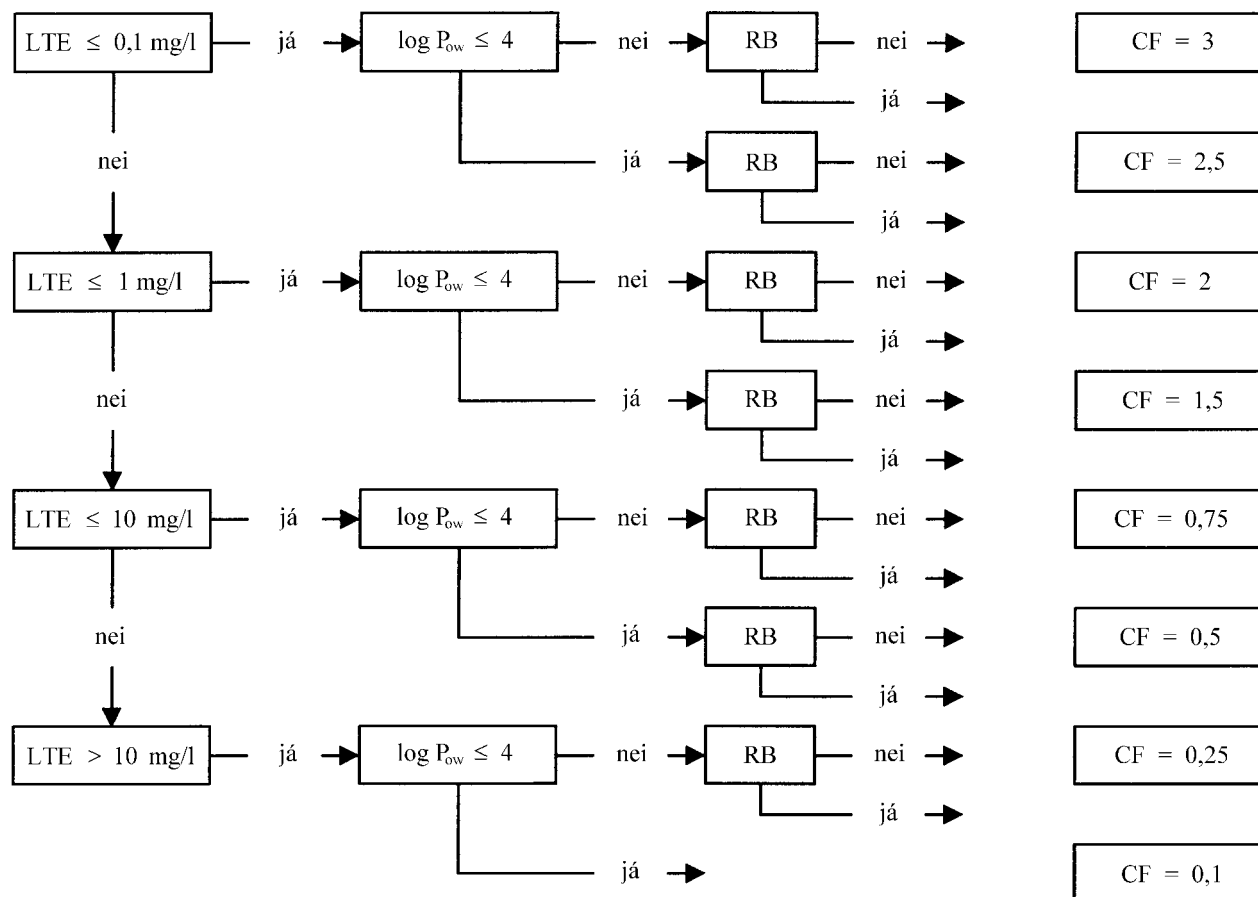 LTE ≤ 0,1 mg/l já log Pow ≤ 4 nei RB nei CF = 3
já
nei já RB nei CF = 2,5
já
LTE ≤ 1 mg/l já log Pow ≤ 4 nei RB nei CF = 2
já
nei já RB nei CF = 1,5
já
LTE ≤ 10 mg/l já log Pow ≤ 4 nei RB nei CF = 0,75
já
nei já RB nei CF = 0,5
já
LTE > 10 mg/l já log Pow ≤ 4 nei RB nei CF = 0,25
já
já CF = 0,1